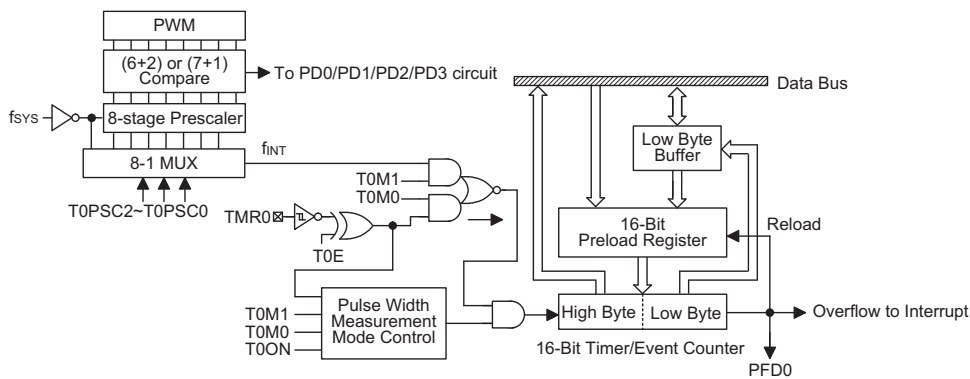 PWM
(6+2) or (7+1)
Compare
To PD0/PD1/PD2/PD3 circuit
Data Bus
fSYS
8-stage Prescaler
Low Byte
Buffer
8-1 MUX
fINT
T0M1
T0M0
T0PSC2~T0PSC0
TMR0
T0E
16-Bit
Preload Register
Reload
T0M1
T0M0
T0ON
Pulse Width
Measurement
Mode Control
High Byte
Low Byte
Overflow to Interrupt
16-Bit Timer/Event Counter
PFD0